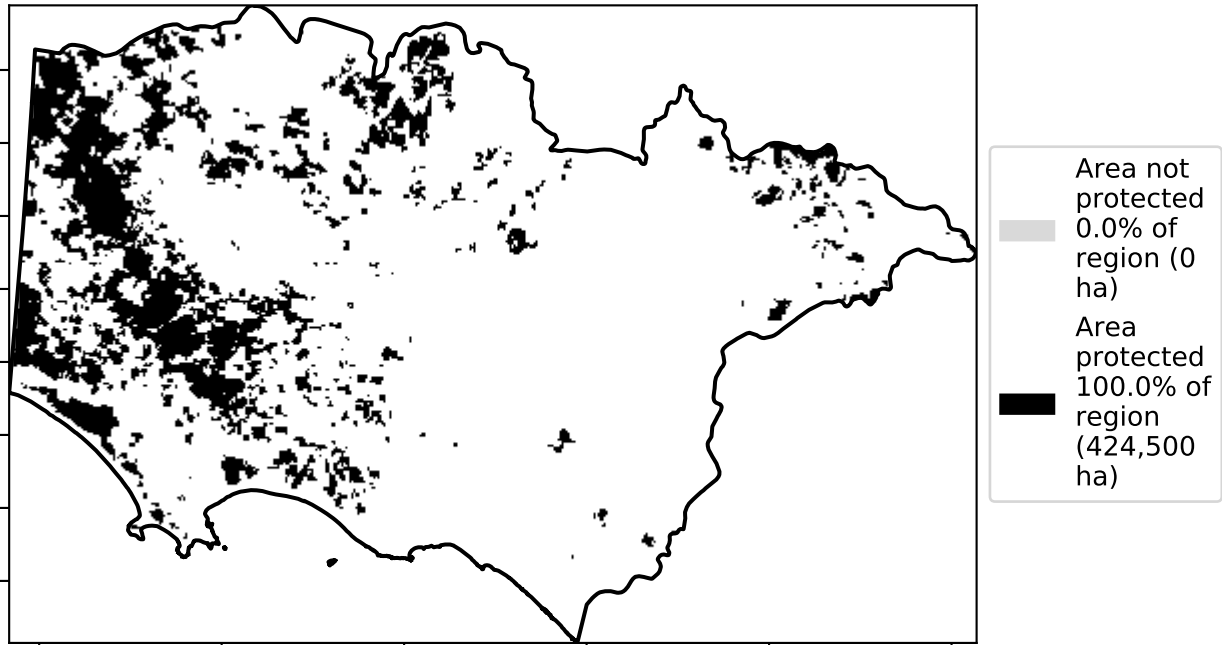 Area not
protected
0.0% of
region (0
ha)
Area
protected
100.0% of
region
(424,500
ha)